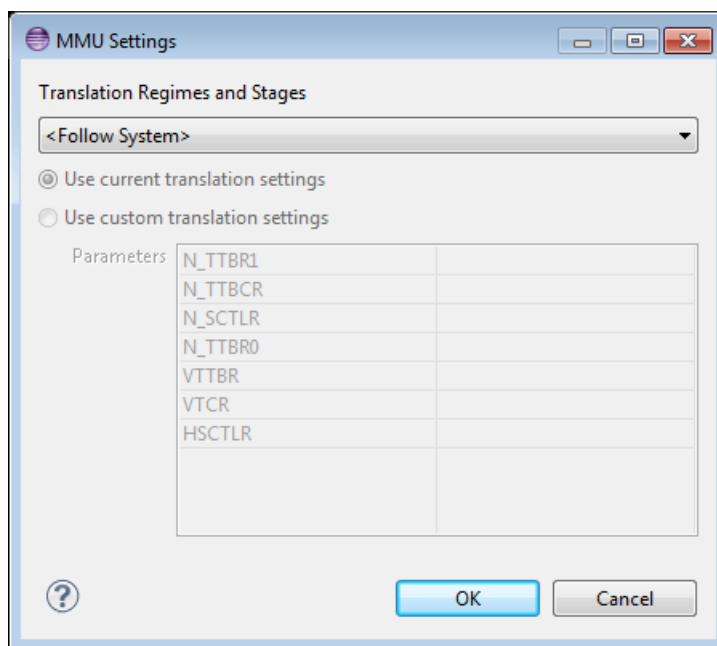 MMU Settings
Translation Regimes and Stages
<Follow System>
Use current translation settings
Use custom translation settings
Parameters
N_TTBR1
N_TTBCR
N_SCTLR
N_TTBR0
VTTBR
VTCR
HSCTLR
?
OK
Cancel